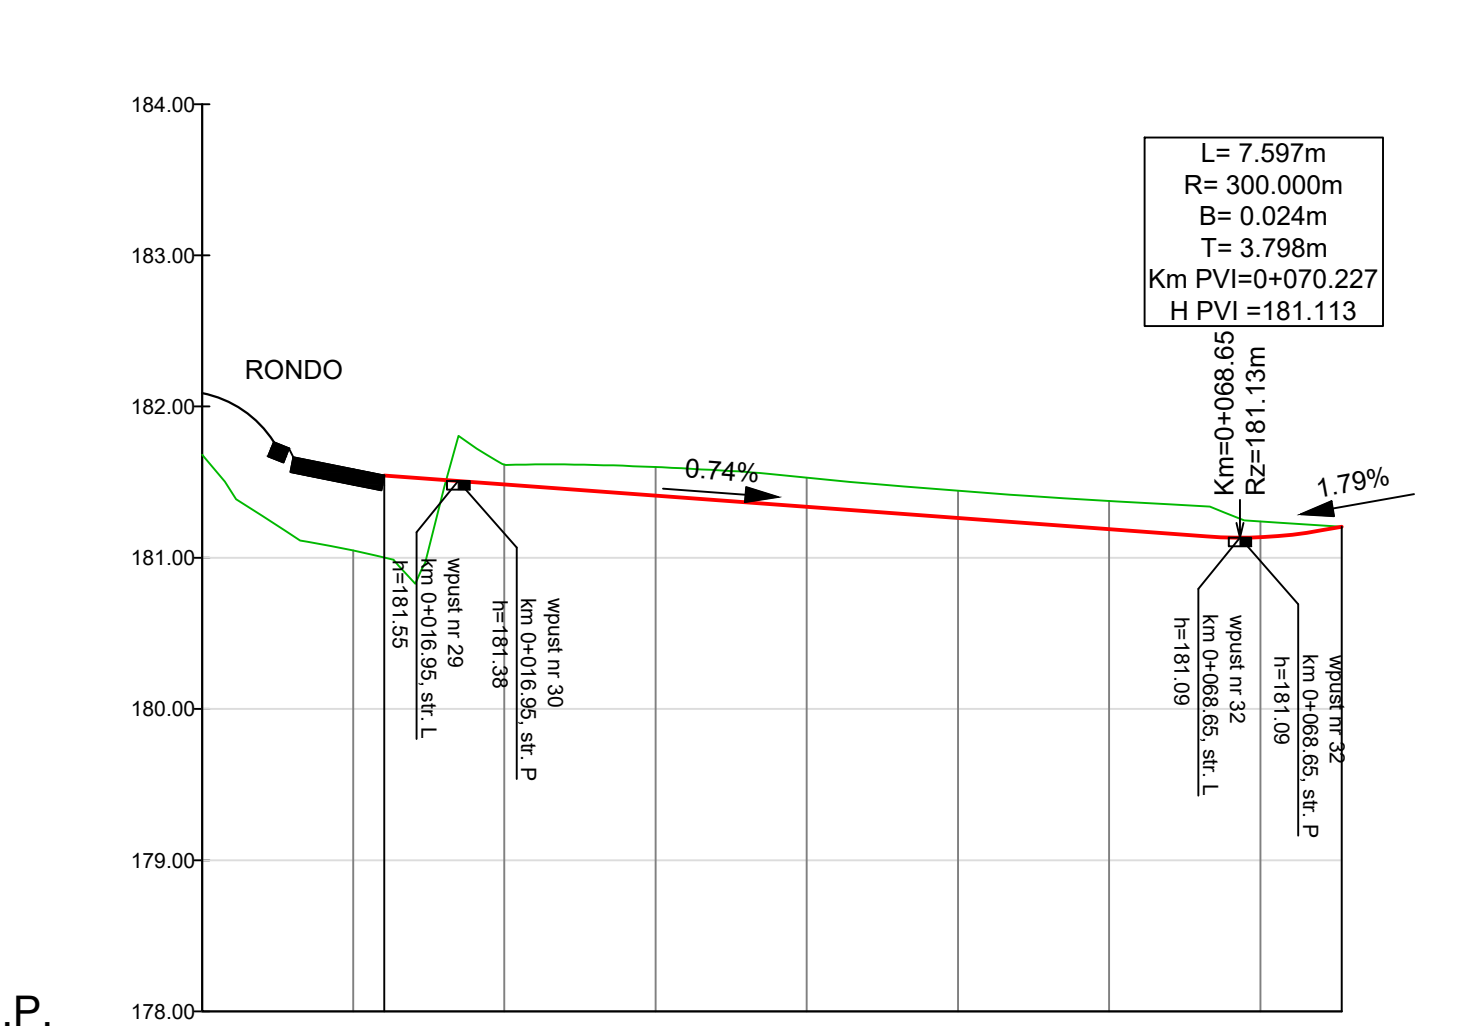 184.00
L= 7.597m
R= 300.000m
B= 0.024m
T= 3.798m
Km PVI=0+070.227
H PVI =181.113
183.00
Km=0+068.65
Rz=181.13m
RONDO
182.00
0.74%
1.79%
181.00
wpust nr 29
km 0+016.95, str. L
h=181.55
wpust nr 30
km 0+016.95, str. P
h=181.38
wpust nr 32
km 0+068.65, str. L
h=181.09
wpust nr 32
km 0+068.65, str. P
h=181.09
180.00
179.00
178.00
.P.